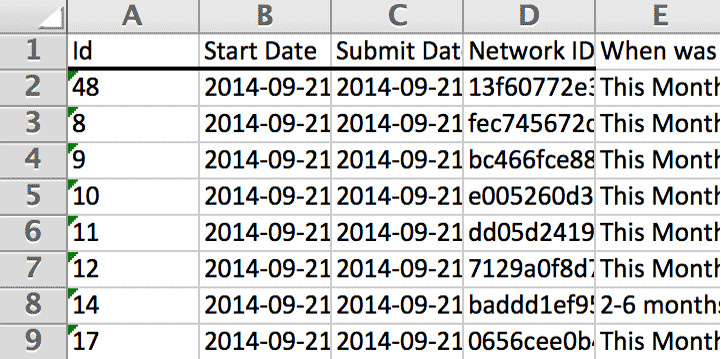 A B C D E
1 Id Start Date Submit Dat Network ID When was
2 48 2014-09-21 2014-09-21 13f60772e3 This Month
3 8 2014-09-21 2014-09-21 fec745672c This Month
4 9 2014-09-21 2014-09-21 bc466fce88 This Month
5 10 2014-09-21 2014-09-21 e005260d3 This Month
6 11 2014-09-21 2014-09-21 dd05d2419 This Month
7 12 2014-09-21 2014-09-21 7129a0f8d7 This Month
8 14 2014-09-21 2014-09-21 baddd1ef95 2-6 months
9 17 2014-09-21 2014-09-21 0656cee0b4 This Month